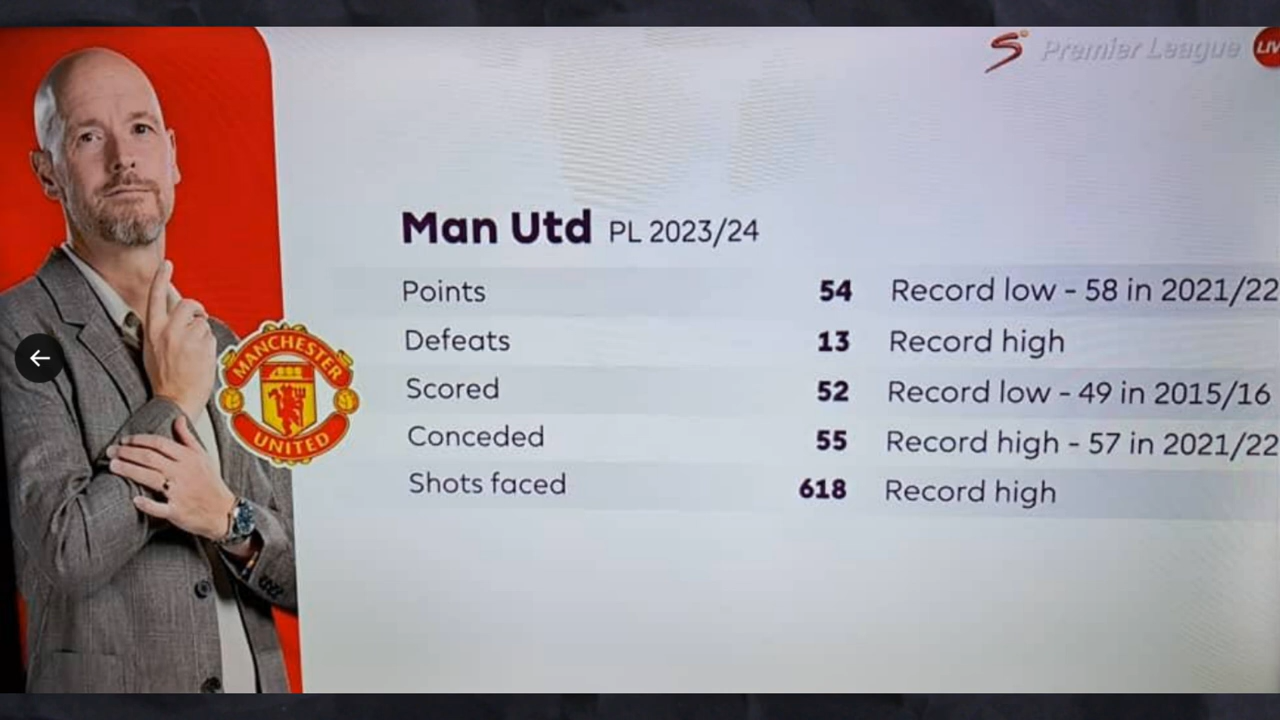 Premier League
LIV
Man Utd PL 2023/24
Points 54 Record low - 58 in 2021/22
Defeats 13 Record high
Scored 52 Record low - 49 in 2015/16
Conceded 55 Record high - 57 in 2021/22
Shots faced 618 Record high
MANCHESTER
UNITED